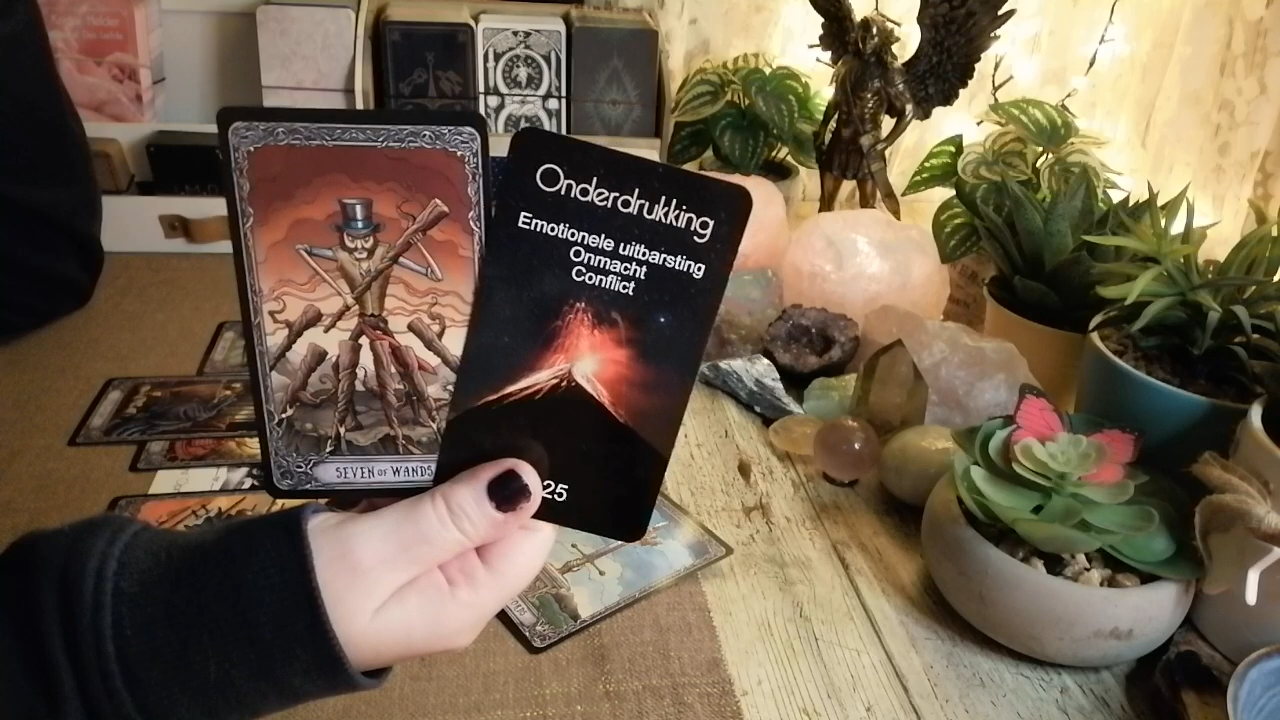 SEVEN OF WANDS
Onderdrukking
Emotionele uitbarsting
Onmacht
Conflict
25